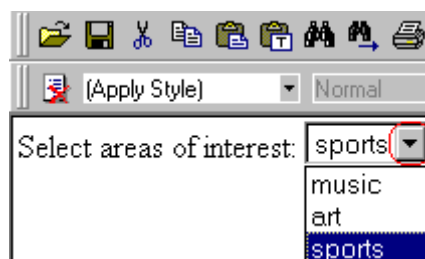 (Apply Style) Normal
Select areas of interest: sports
music
art
sports